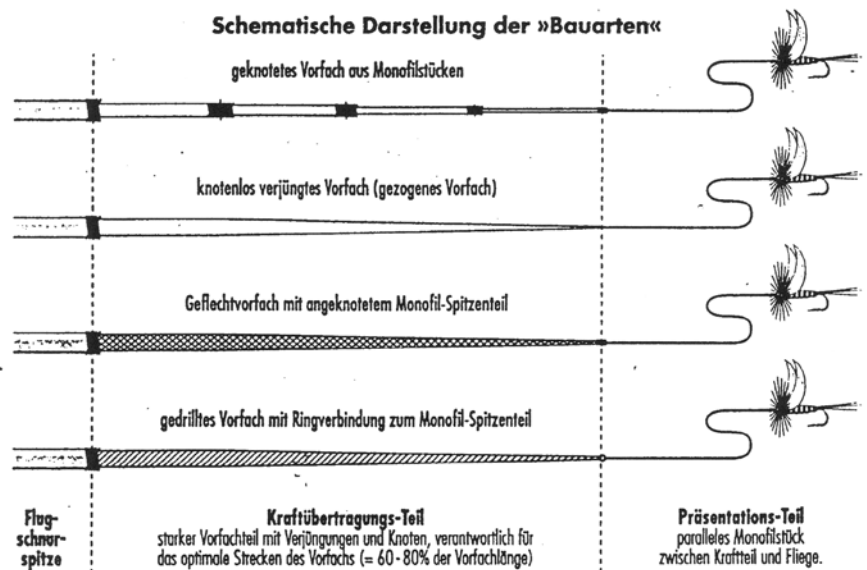 Schematische Darstellung der »Bauarten«
geknotetes Vorfach aus Monofilstücken
knotenlos verjüngtes Vorfach (gezogenes Vorfach)
Geflechtvorfach mit angeknotetem Monofil-Spitzenteil
gedrilltes Vorfach mit Ringverbindung zum Monofil-Spitzenteil
Flug-
schnur-
spitze
Kraftübertragungs-Teil
starker Vorfachteil mit Verjüngungen und Knoten, verantwortlich für
das optimale Strecken des Vorfachs (= 60-80% der Vorfachlänge)
Präsentations-Teil
paralleles Monofilstück
zwischen Kraftteil und Fliege.